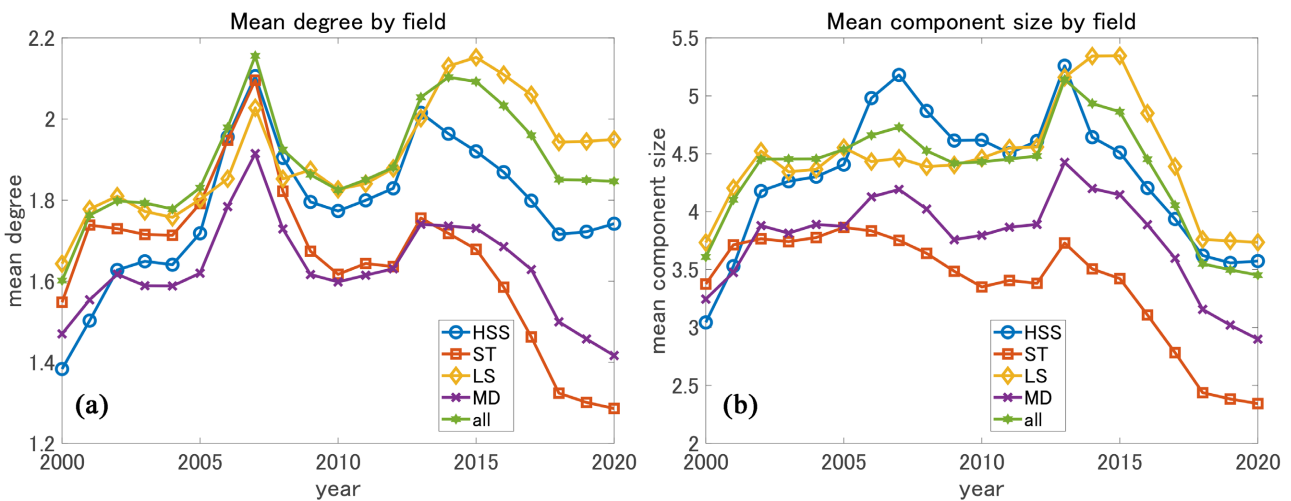 Mean degree by field
2.2
2
1.8
1.6
1.4
1.2
mean degree
2000
2005
2010
2015
2020
year
HSS
ST
LS
MD
all
(a)
Mean component size by field
5.5
5
4.5
4
3.5
3
2.5
2
mean component size
2000
2005
2010
2015
2020
year
HSS
ST
LS
MD
all
(b)